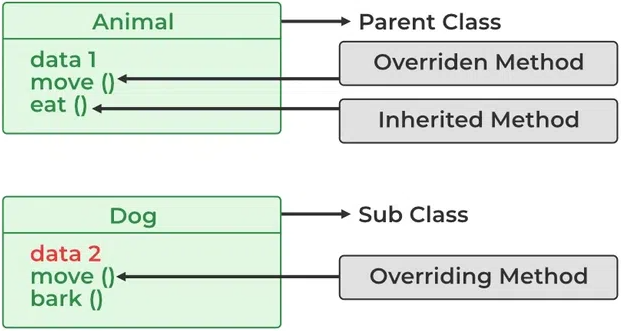 Animal
Parent Class
data 1
move ()
eat ()
Overriden Method
Inherited Method
Dog
Sub Class
data 2
move ()
bark ()
Overriding Method